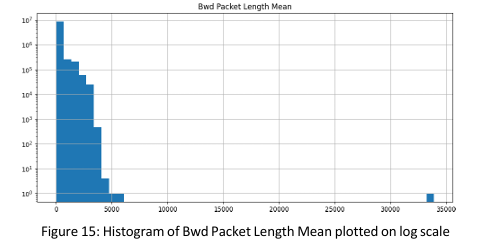 Bwd Packet Length Mean
10⁷
10⁶
10⁵
10⁴
10³
10²
10¹
10⁰
0 5000 10000 15000 20000 25000 30000 35000
Figure 15: Histogram of Bwd Packet Length Mean plotted on log scale